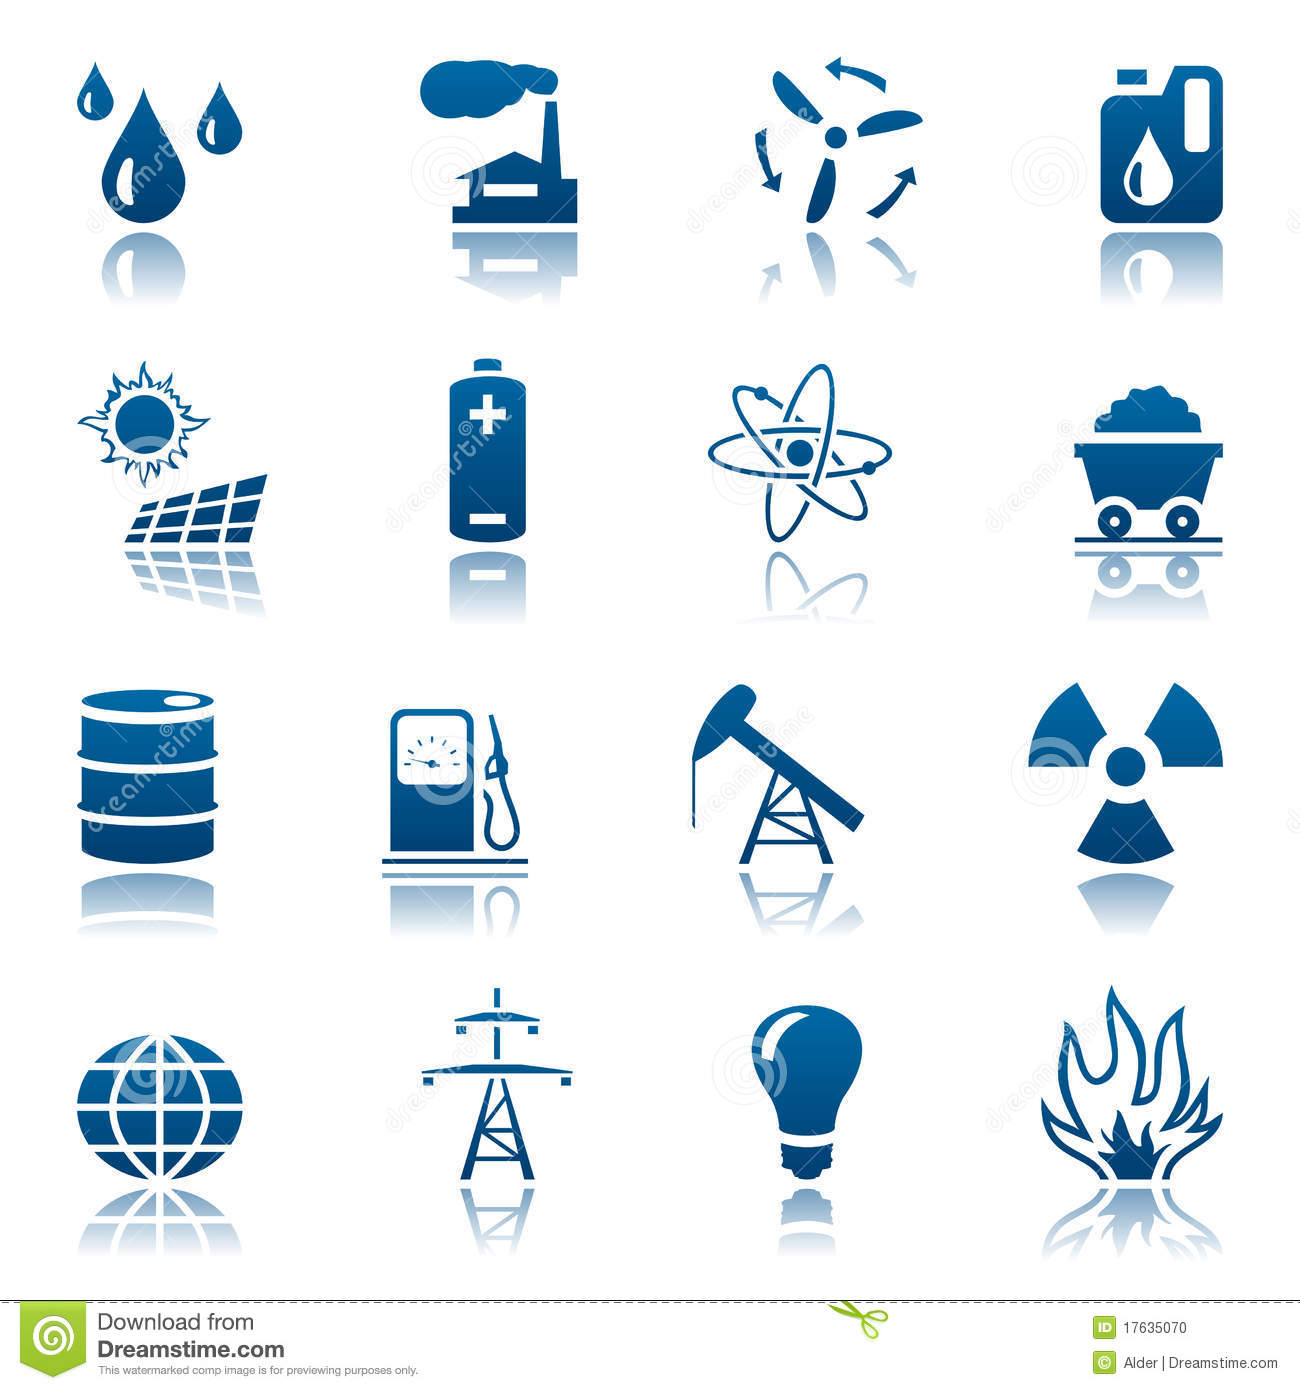 Download from
Dreamstime.com
This watermarked comp image is for previewing purposes only.
ID 17635070
© Alder | Dreamstime.com